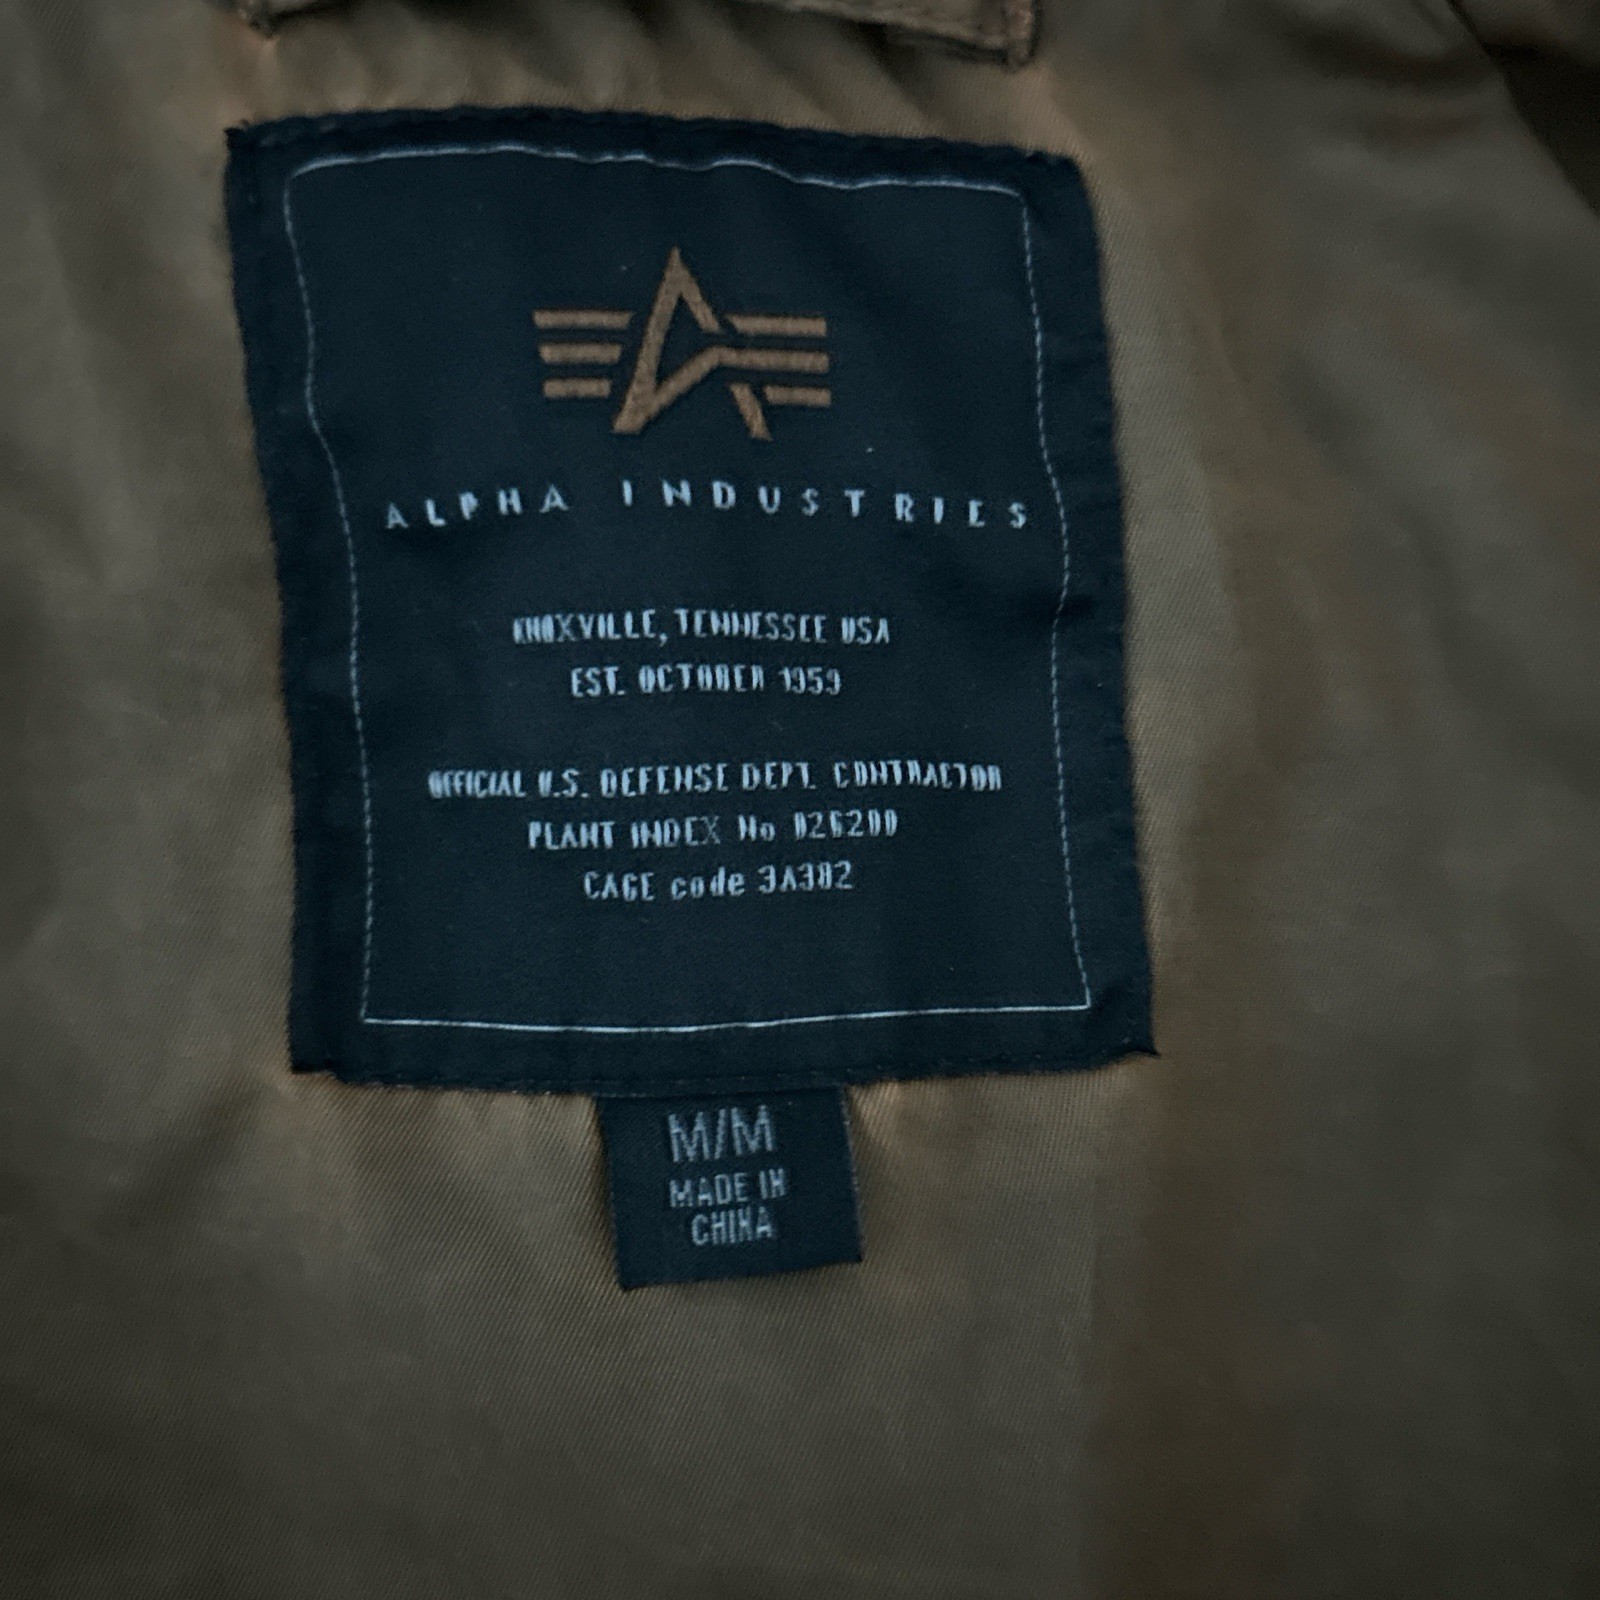 ALPHA INDUSTRIES
KNOXVILLE, TENNESSEE USA
EST. OCTOBER 1959
OFFICIAL U.S. DEFENSE DEPT. CONTRACTOR
PLANT INDEX No 026200
CAGE code 3A382
M/M
MADE IN
CHINA